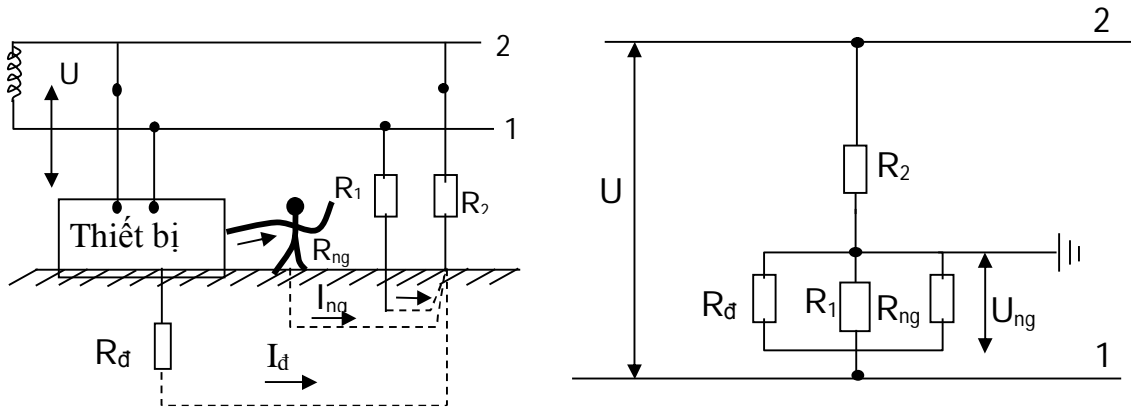 2
U
1
R₁
R₂
Thiết bị
Rng
Ing
Rđ
Iđ
2
R₂
U
Rđ
R₁
Rng
Ung
1